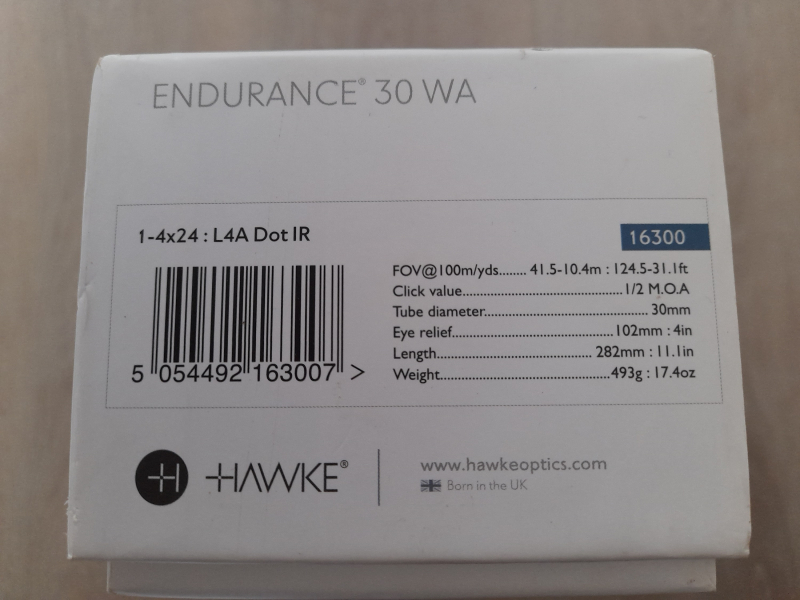 ENDURANCE® 30 WA
1-4x24 : L4A Dot IR
16300
FOV@100m/yds........ 41.5-10.4m : 124.5-31.1ft
Click value..........................................1/2 M.O.A
Tube diameter..........................................30mm
Eye relief..........................................102mm : 4in
Length........................................ 282mm : 11.1in
Weight..........................................493g : 17.4oz
5 054492 163007 >
HAWKE®
www.hawkeoptics.com
Born in the UK